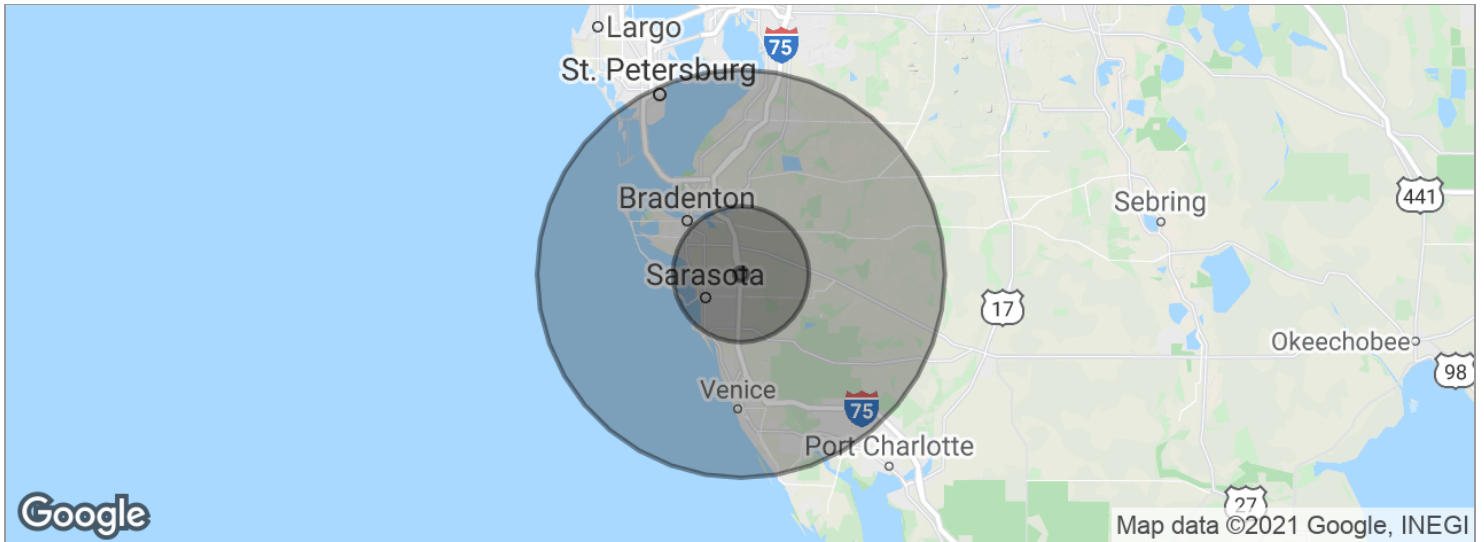 Largo
75
St. Petersburg
Bradenton
Sebring
441
Sarasota
17
Okeechobee
98
Venice
75
Port Charlotte
27
Google
Map data ©2021 Google, INEGI